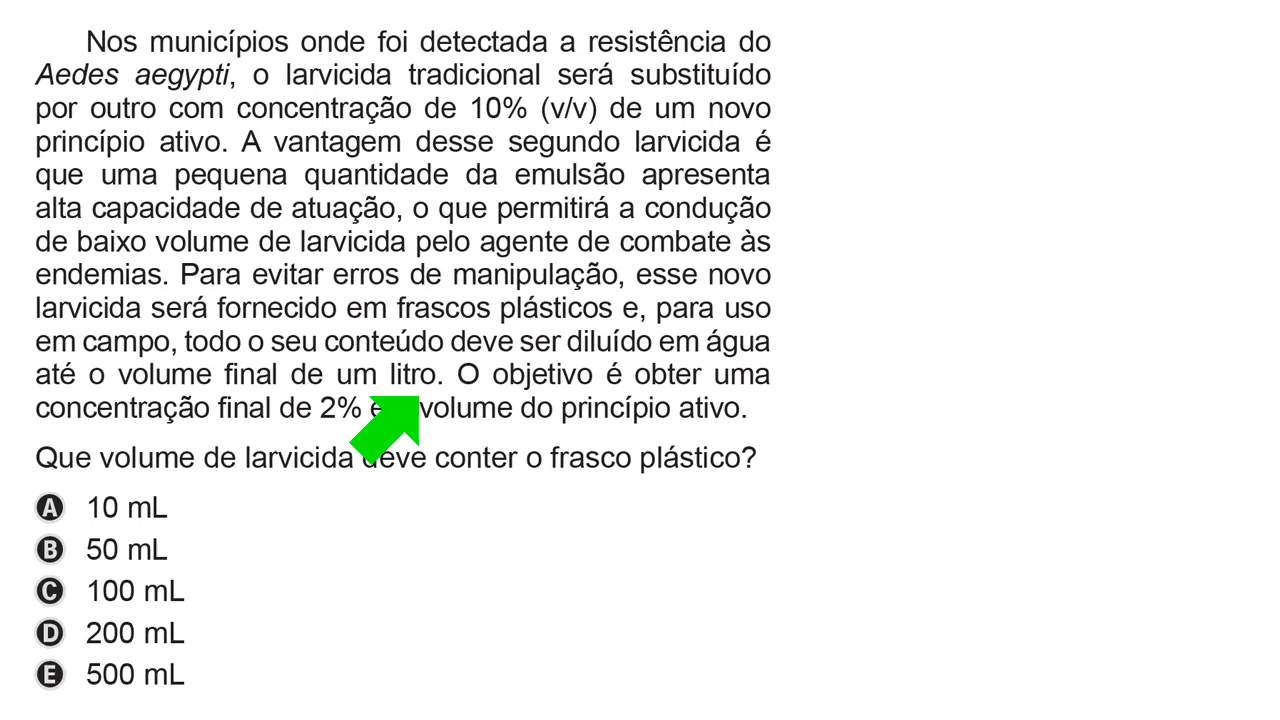 Nos municípios onde foi detectada a resistência do
Aedes aegypti, o larvicida tradicional será substituído
por outro com concentração de 10% (v/v) de um novo
princípio ativo. A vantagem desse segundo larvicida é
que uma pequena quantidade da emulsão apresenta
alta capacidade de atuação, o que permitirá a condução
de baixo volume de larvicida pelo agente de combate às
endemias. Para evitar erros de manipulação, esse novo
larvicida será fornecido em frascos plásticos e, para uso
em campo, todo o seu conteúdo deve ser diluído em água
até o volume final de um litro. O objetivo é obter uma
concentração final de 2% volume do princípio ativo.
Que volume de larvicida deve conter o frasco plástico?
A 10 mL
B 50 mL
C 100 mL
D 200 mL
E 500 mL